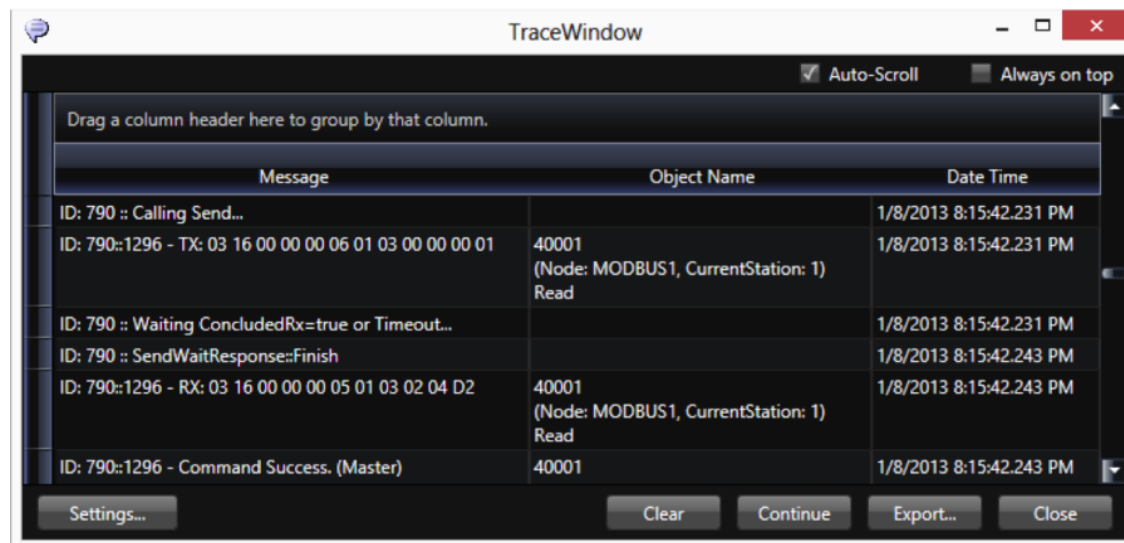 TraceWindow
Auto-Scroll
Always on top
Drag a column header here to group by that column.
Message Object Name Date Time
ID: 790 :: Calling Send... 1/8/2013 8:15:42.231 PM
ID: 790::1296 - TX: 03 16 00 00 00 06 01 03 00 00 00 01 40001 1/8/2013 8:15:42.231 PM
(Node: MODBUS1, CurrentStation: 1)
Read
ID: 790 :: Waiting ConcludedRx=true or Timeout... 1/8/2013 8:15:42.231 PM
ID: 790 :: SendWaitResponse::Finish 1/8/2013 8:15:42.243 PM
ID: 790::1296 - RX: 03 16 00 00 00 05 01 03 02 04 D2 40001 1/8/2013 8:15:42.243 PM
(Node: MODBUS1, CurrentStation: 1)
Read
ID: 790::1296 - Command Success. (Master) 40001 1/8/2013 8:15:42.243 PM
Settings... Clear Continue Export... Close